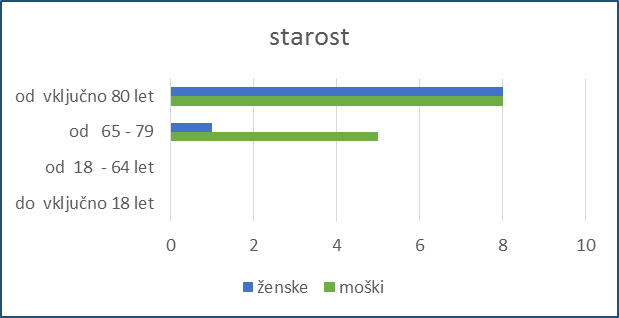 starost
od vključno 80 let
od 65 - 79
od 18 - 64 let
do vključno 18 let
0 2 4 6 8 10
ženske moški